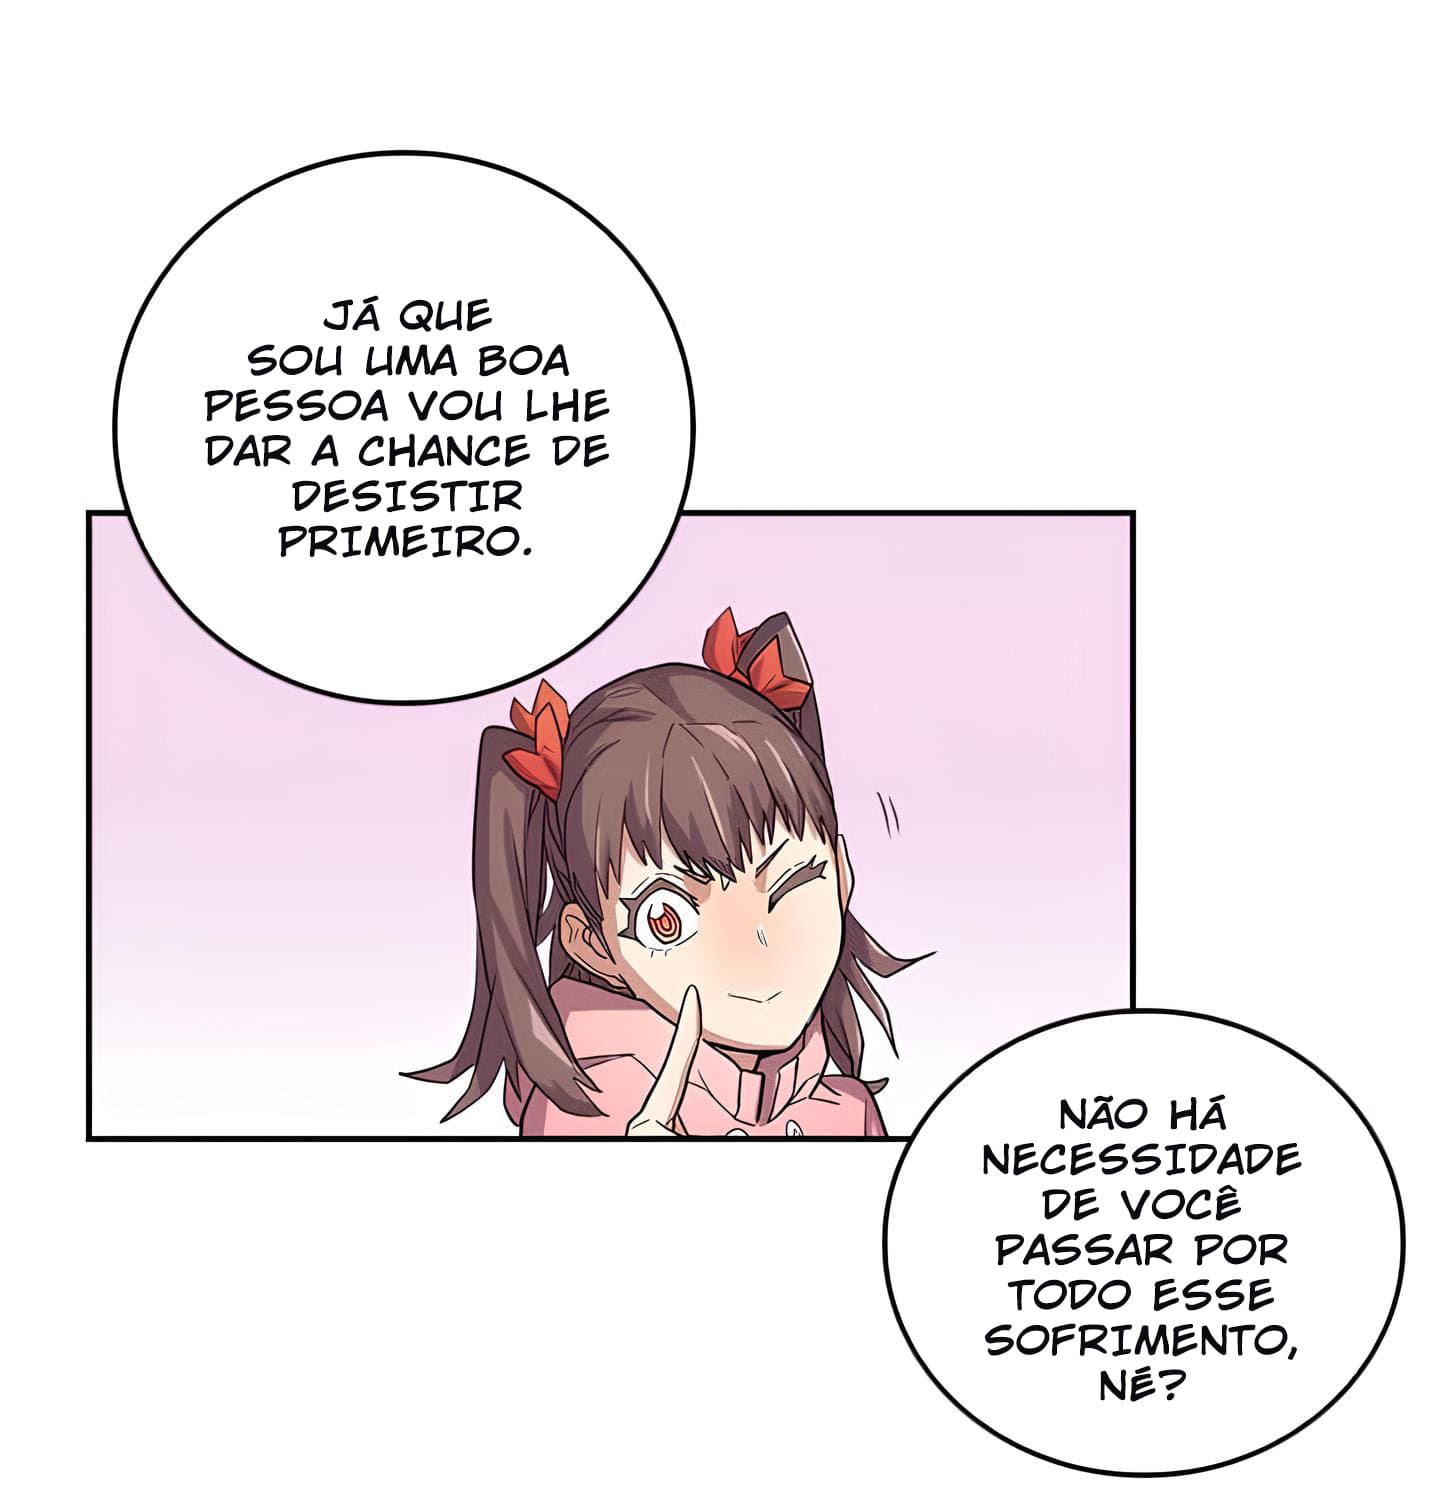 JÁ QUE
SOU UMA BOA
PESSOA VOU LHE
DAR A CHANCE DE
DESISTIR
PRIMEIRO.
NÃO HÁ
NECESSIDADE
DE VOCÊ
PASSAR POR
TODO ESSE
SOFRIMENTO,
NÉ?